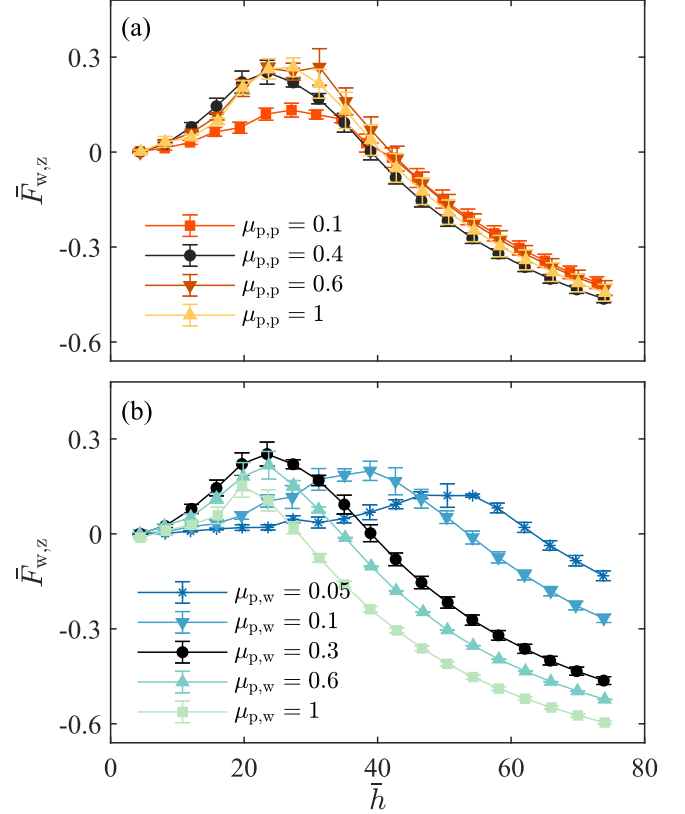 (a)
0.3
0
-0.3
-0.6
F̄w,z
μp,p = 0.1
μp,p = 0.4
μp,p = 0.6
μp,p = 1
(b)
0.3
0
-0.3
-0.6
F̄w,z
μp,w = 0.05
μp,w = 0.1
μp,w = 0.3
μp,w = 0.6
μp,w = 1
0 20 40 60 80
h̄